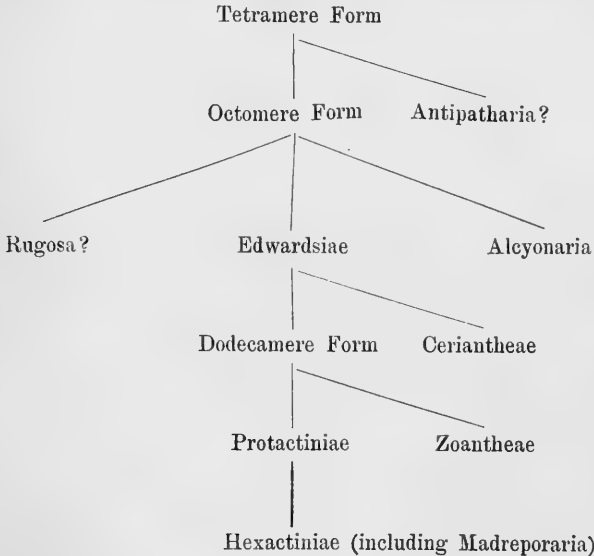 Tetramere Form
Octomere Form Antipatharia?
Rugosa? Edwardsiae Alcyonaria
Dodecamere Form Ceriantheae
Protactiniae Zoantheae
Hexactiniae (including Madreporaria)